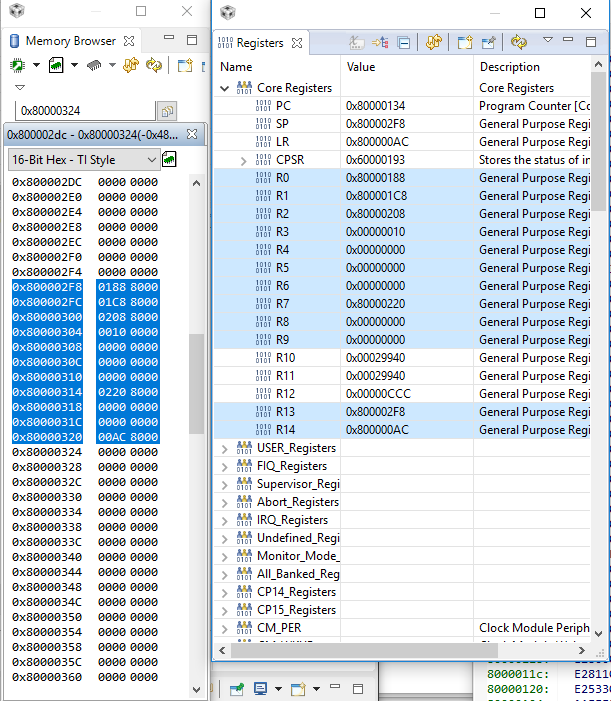 Memory Browser
0x80000324
0x800002dc - 0x80000324(-0x48...
16-Bit Hex - TI Style
0x800002DC 0000 0000
0x800002E0 0000 0000
0x800002E4 0000 0000
0x800002E8 0000 0000
0x800002EC 0000 0000
0x800002F0 0000 0000
0x800002F4 0000 0000
0x800002F8 0188 8000
0x800002FC 01C8 8000
0x80000300 0208 8000
0x80000304 0010 0000
0x80000308 0000 0000
0x8000030C 0000 0000
0x80000310 0000 0000
0x80000314 0220 8000
0x80000318 0000 0000
0x8000031C 0000 0000
0x80000320 00AC 8000
0x80000324 0000 0000
0x80000328 0000 0000
0x8000032C 0000 0000
0x80000330 0000 0000
0x80000334 0000 0000
0x80000338 0000 0000
0x8000033C 0000 0000
0x80000340 0000 0000
0x80000344 0000 0000
0x80000348 0000 0000
0x8000034C 0000 0000
0x80000350 0000 0000
0x80000354 0000 0000
0x80000358 0000 0000
0x8000035C 0000 0000
0x80000360 0000 0000
Registers
Name Value Description
Core Registers Core Registers
PC 0x80000134 Program Counter [Co
SP 0x800002F8 General Purpose Regi
LR 0x800000AC General Purpose Regi
CPSR 0x60000193 Stores the status of in
R0 0x80000188 General Purpose Regi
R1 0x800001C8 General Purpose Regi
R2 0x80000208 General Purpose Regi
R3 0x00000010 General Purpose Regi
R4 0x00000000 General Purpose Regi
R5 0x00000000 General Purpose Regi
R6 0x00000000 General Purpose Regi
R7 0x80000220 General Purpose Regi
R8 0x00000000 General Purpose Regi
R9 0x00000000 General Purpose Regi
R10 0x00029940 General Purpose Regi
R11 0x00029940 General Purpose Regi
R12 0x00000CCC General Purpose Regi
R13 0x800002F8 General Purpose Regi
R14 0x800000AC General Purpose Regi
USER_Registers
FIQ_Registers
Supervisor_Regi
Abort_Registers
IRQ_Registers
Undefined_Regi
Monitor_Mode_
All_Banked_Reg
CP14_Registers
CP15_Registers
CM_PER Clock Module Periph
8000011c: E2811
80000120: E2533